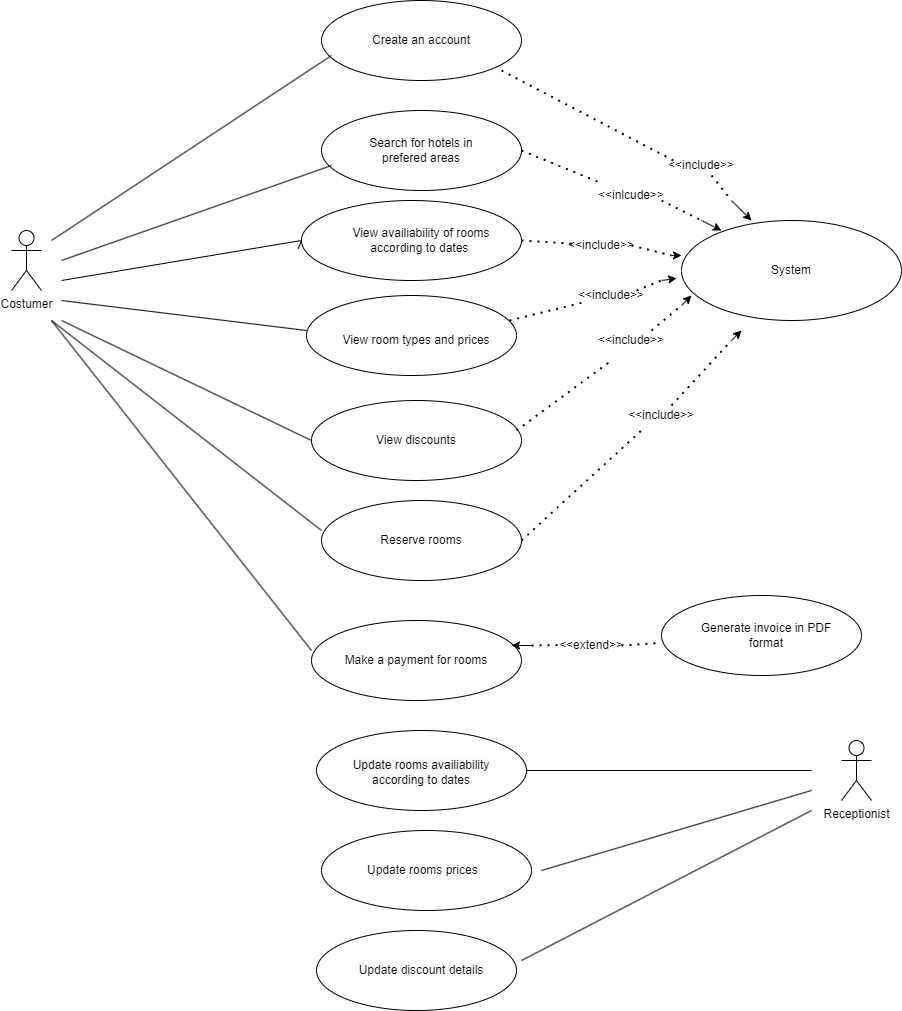 Create an account
Search for hotels in
prefered areas
<<include>>
<<inlcude>>
View availiability of rooms
according to dates
<<include>>
System
Costumer
<<include>>
View room types and prices
<<include>>
<<include>>
View discounts
Reserve rooms
Generate invoice in PDF
format
<<extend>>
Make a payment for rooms
Update rooms availiability
according to dates
Receptionist
Update rooms prices
Update discount details